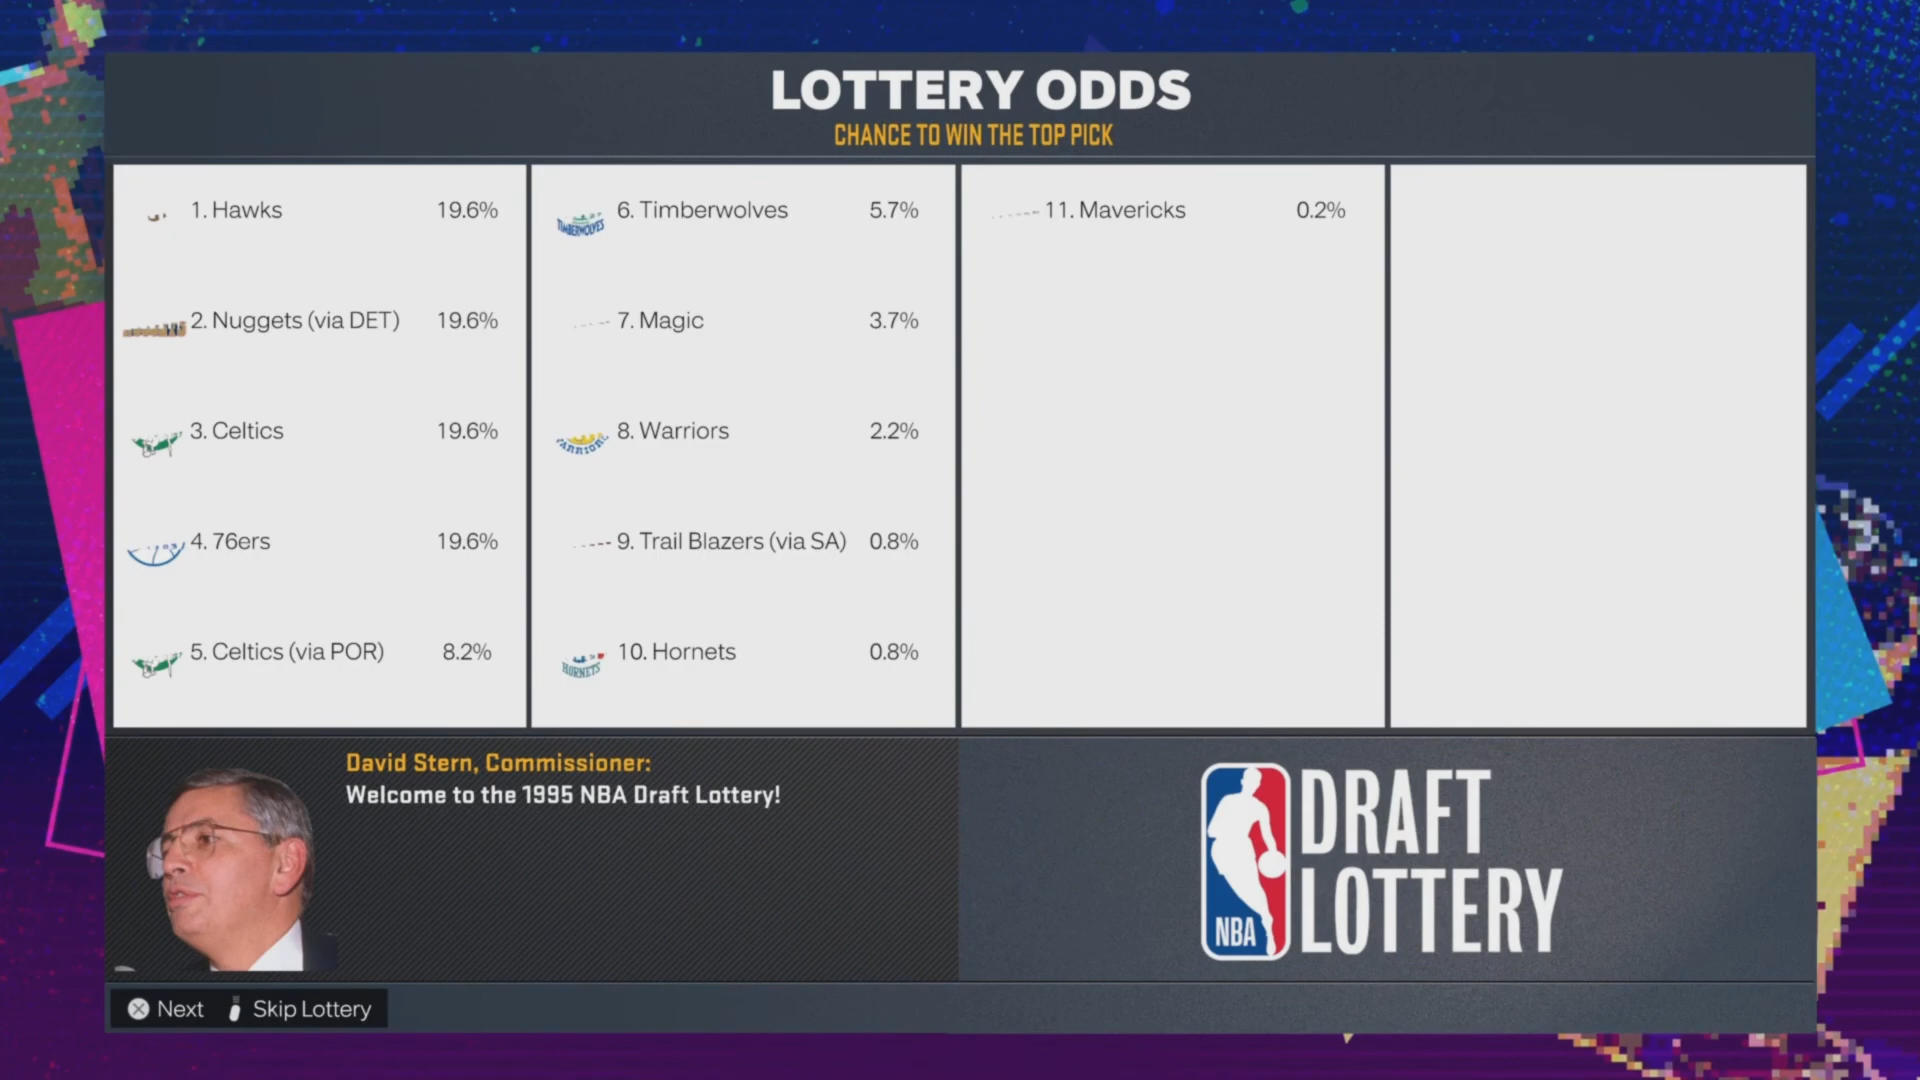 LOTTERY ODDS
CHANCE TO WIN THE TOP PICK
1. Hawks 19.6%
2. Nuggets (via DET) 19.6%
3. Celtics 19.6%
4. 76ers 19.6%
5. Celtics (via POR) 8.2%
TIMBERWOLVES
6. Timberwolves 5.7%
7. Magic 3.7%
WARRIORS
8. Warriors 2.2%
9. Trail Blazers (via SA) 0.8%
HORNETS
10. Hornets 0.8%
11. Mavericks 0.2%
David Stern, Commissioner:
Welcome to the 1995 NBA Draft Lottery!
NBA
DRAFT
LOTTERY
Next
Skip Lottery